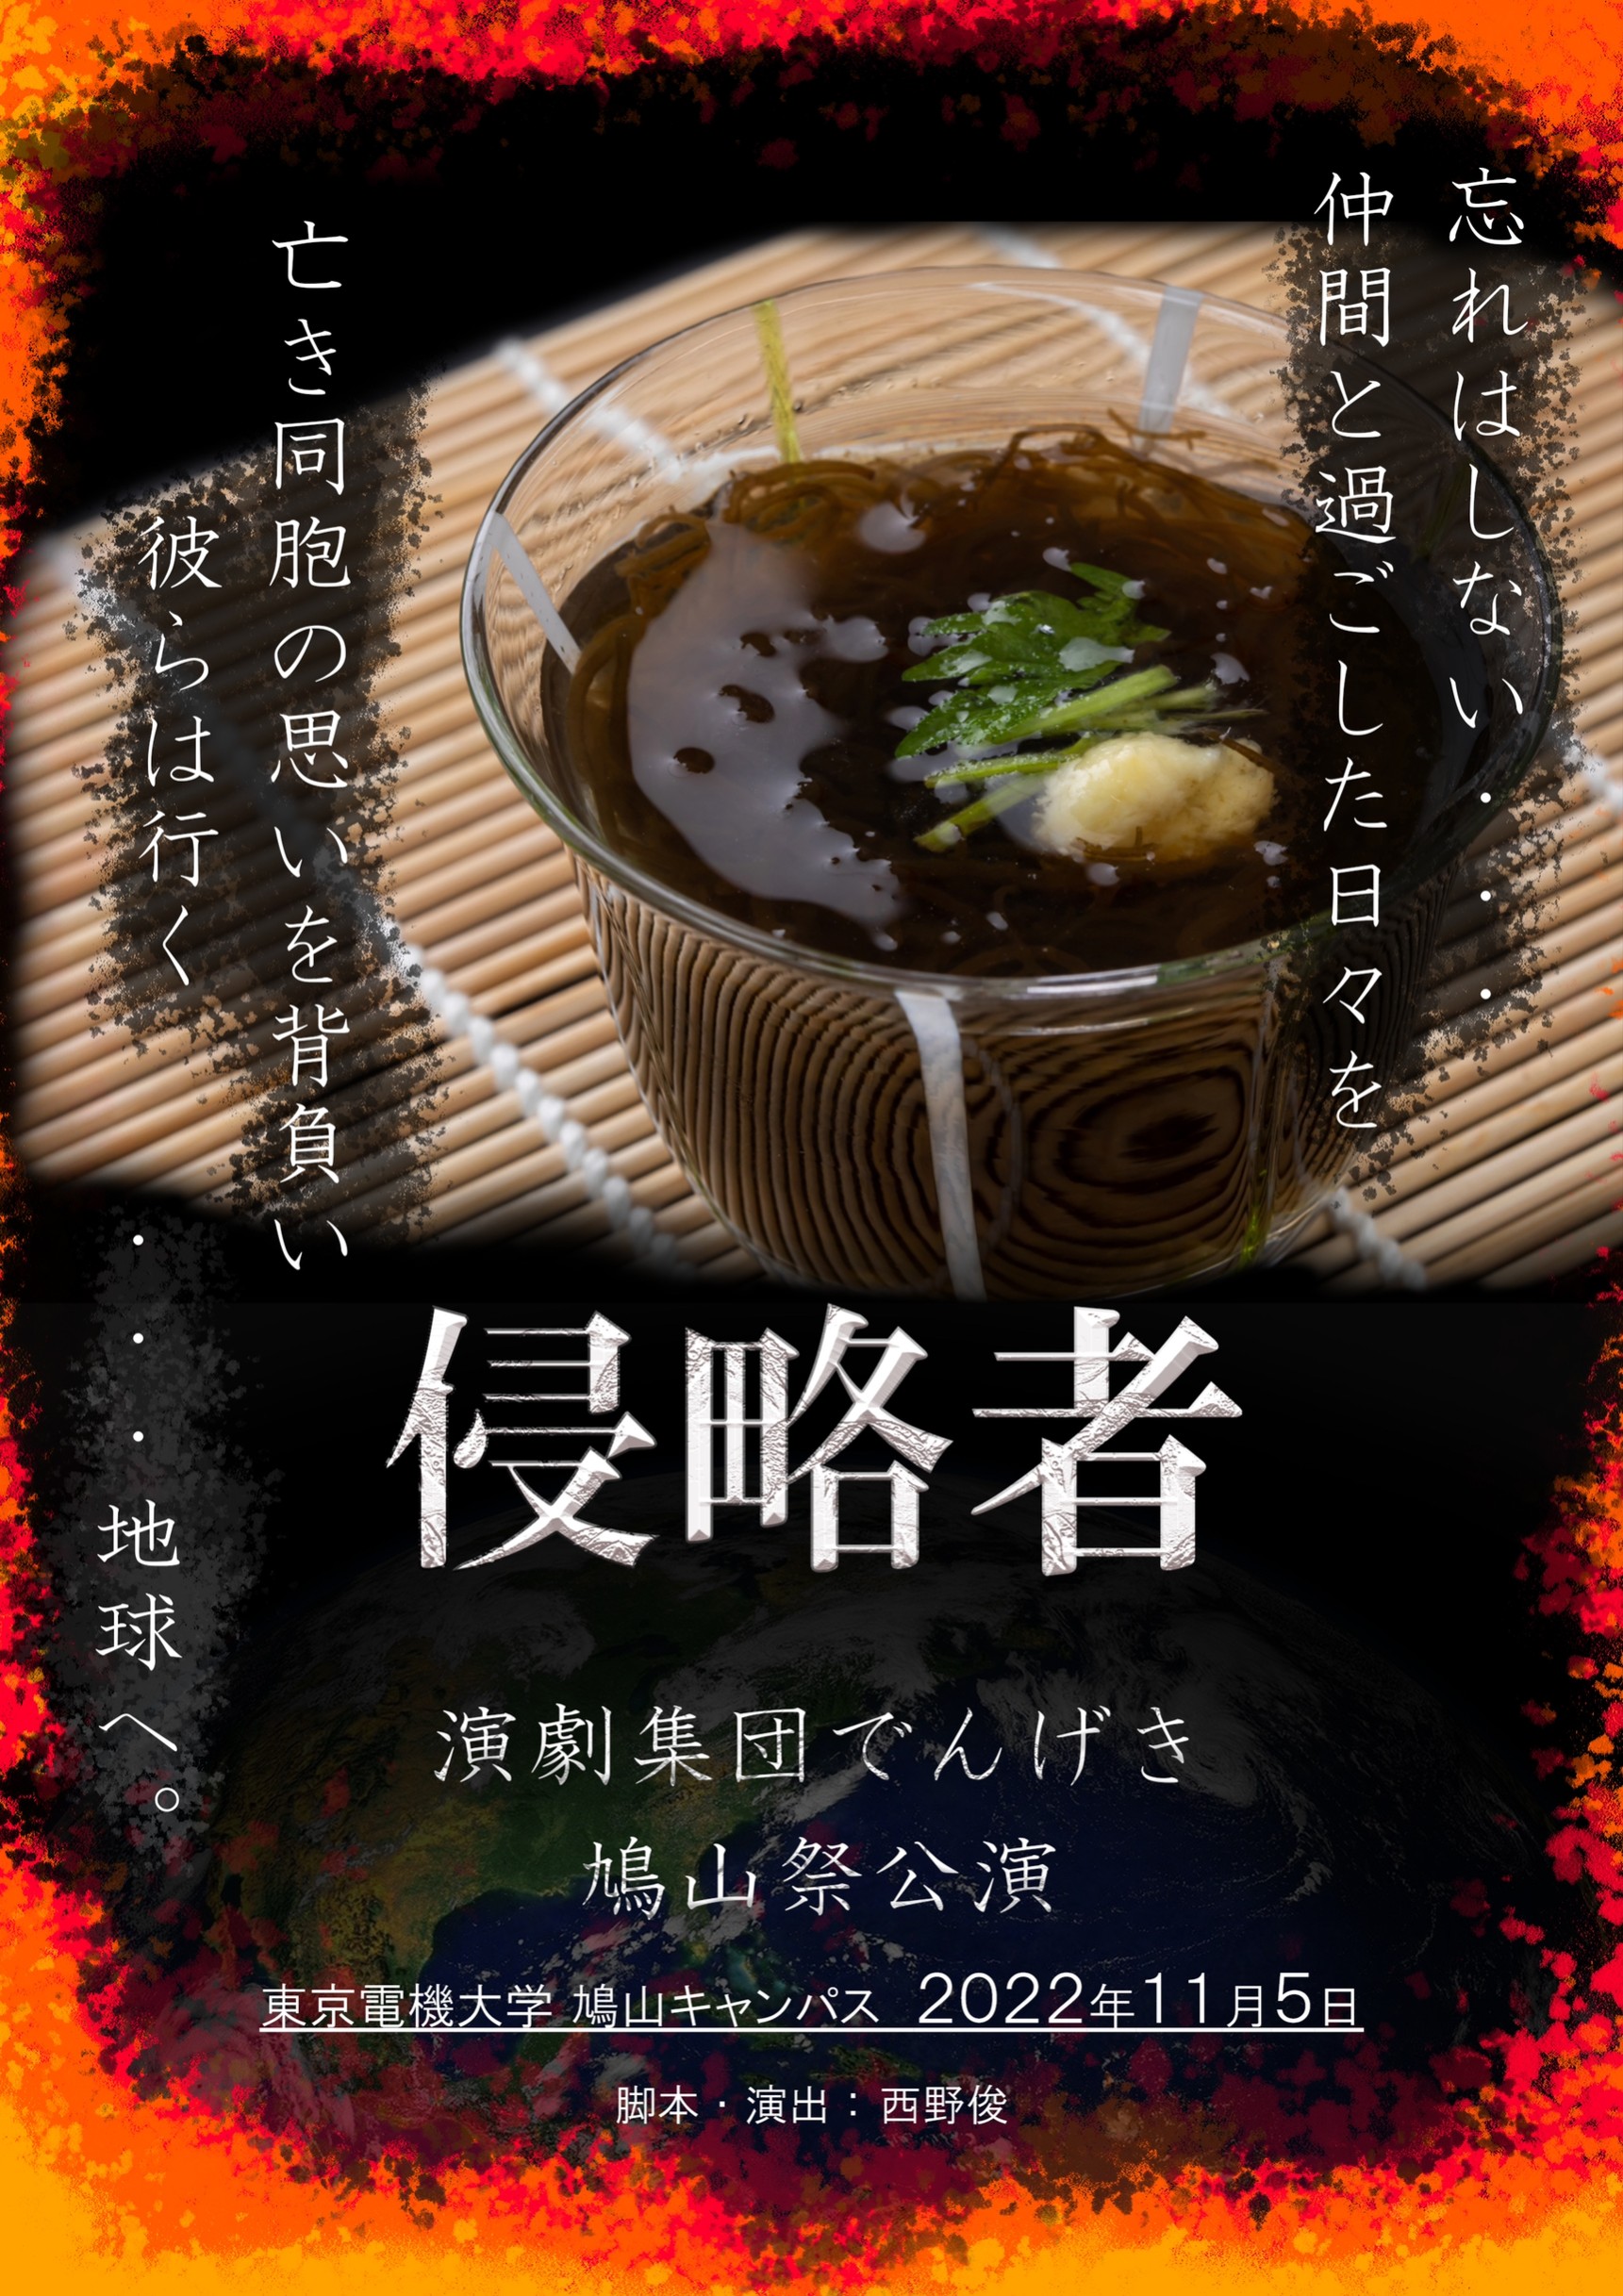 忘れはしない・・・
仲間と過ごした日々を
亡き同胞の思いを背負い
彼らは行く
・・・地球へ。
侵略者
演劇集団でんげき
鳩山祭公演
東京電機大学 鳩山キャンパス 2022年11月5日
脚本・演出：西野俊